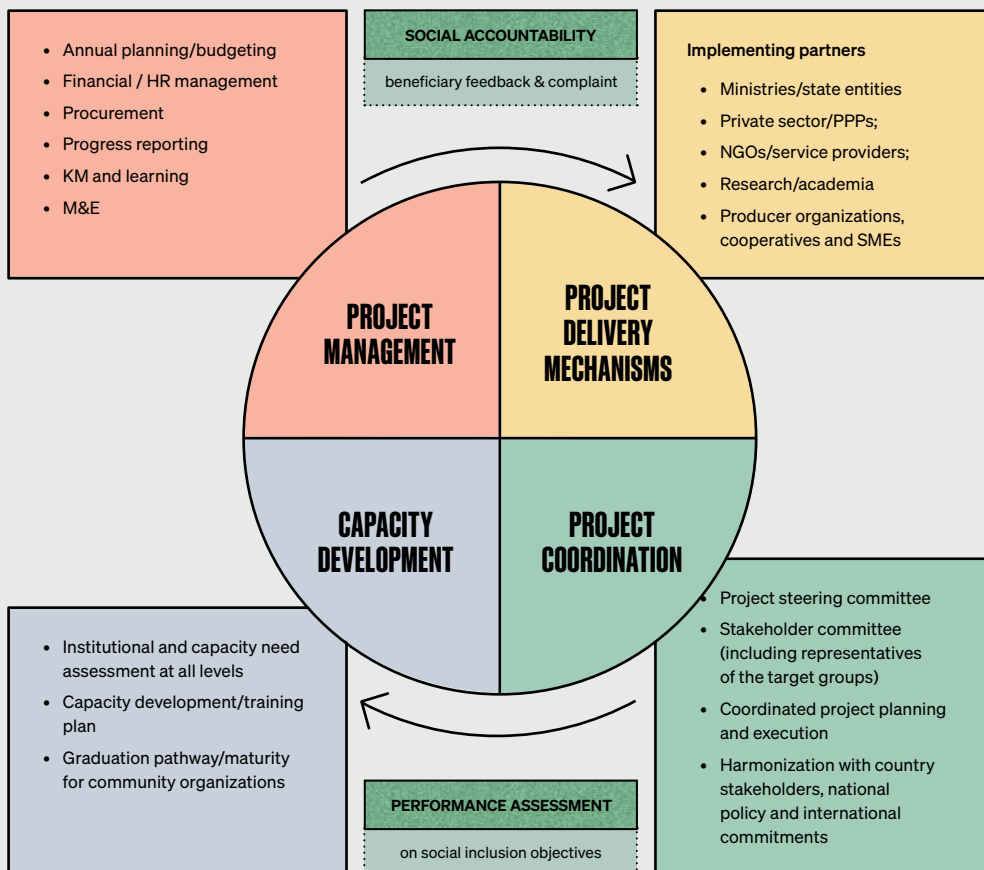 • Annual planning/budgeting
• Financial / HR management
• Procurement
• Progress reporting
• KM and learning
• M&E
SOCIAL ACCOUNTABILITY
beneficiary feedback & complaint
Implementing partners
• Ministries/state entities
• Private sector/PPPs;
• NGOs/service providers;
• Research/academia
• Producer organizations,
cooperatives and SMEs
PROJECT
MANAGEMENT
PROJECT
DELIVERY
MECHANISMS
CAPACITY
DEVELOPMENT
PROJECT
COORDINATION
• Institutional and capacity need
assessment at all levels
• Capacity development/training
plan
• Graduation pathway/maturity
for community organizations
PERFORMANCE ASSESSMENT
on social inclusion objectives
• Project steering committee
• Stakeholder committee
(including representatives
of the target groups)
• Coordinated project planning
and execution
• Harmonization with country
stakeholders, national
policy and international
commitments